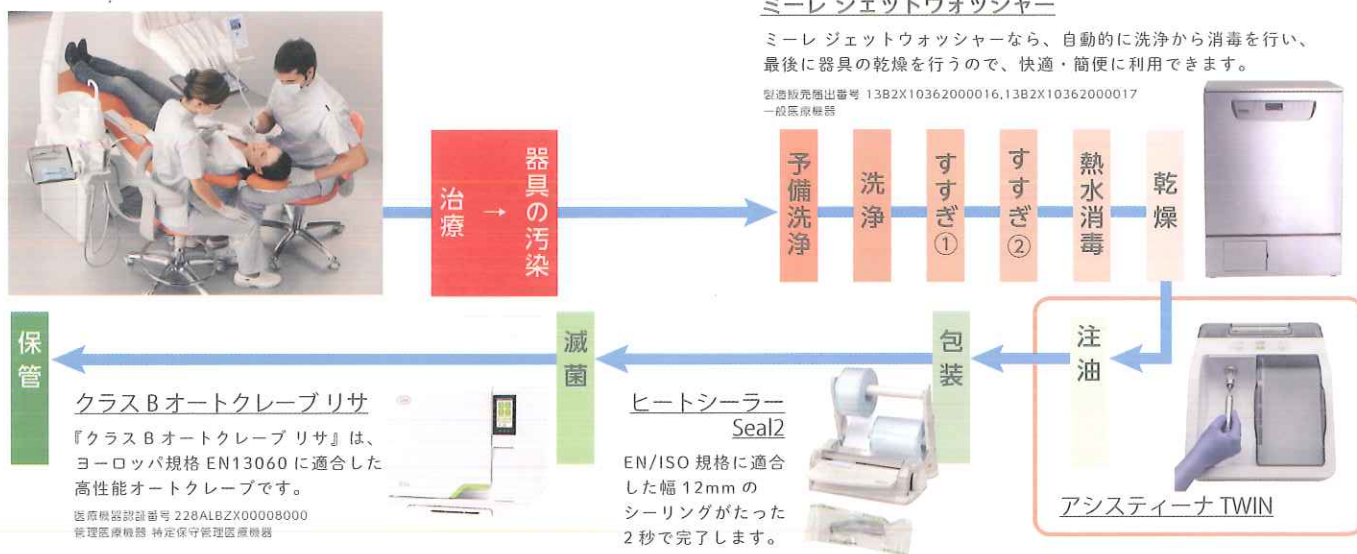 ミーレ ジェットウォッシャー
ミーレ ジェットウォッシャーなら、自動的に洗浄から消毒を行い、
最後に器具の乾燥を行うので、快適・簡便に利用できます。
製造販売届出番号 13B2X10362000016,13B2X10362000017
一般医療機器
治療
→
器具の汚染
予備洗浄
洗浄
すすぎ①
すすぎ②
熱水消毒
乾燥
注油
アシスティーナ TWIN
包装
ヒートシーラー
Seal2
EN/ISO 規格に適合
した幅 12mm の
シーリングがたった
2 秒で完了します。
滅菌
クラス B オートクレーブ リサ
『クラス B オートクレーブ リサ』は、
ヨーロッパ規格 EN13060 に適合した
高性能オートクレーブです。
医療機器認証番号 228ALBZX00008000
管理医療機器 特定保守管理医療機器
保管